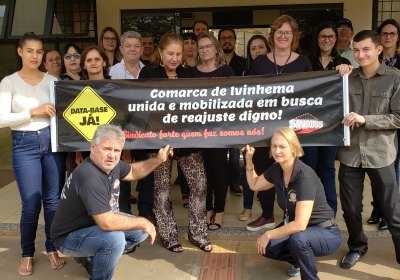 DATA-BASE
JÁ!
Comarca de Ivinhema
unida e mobilizada em busca
de reajuste digno!
Sindicato forte quem faz somos nós!